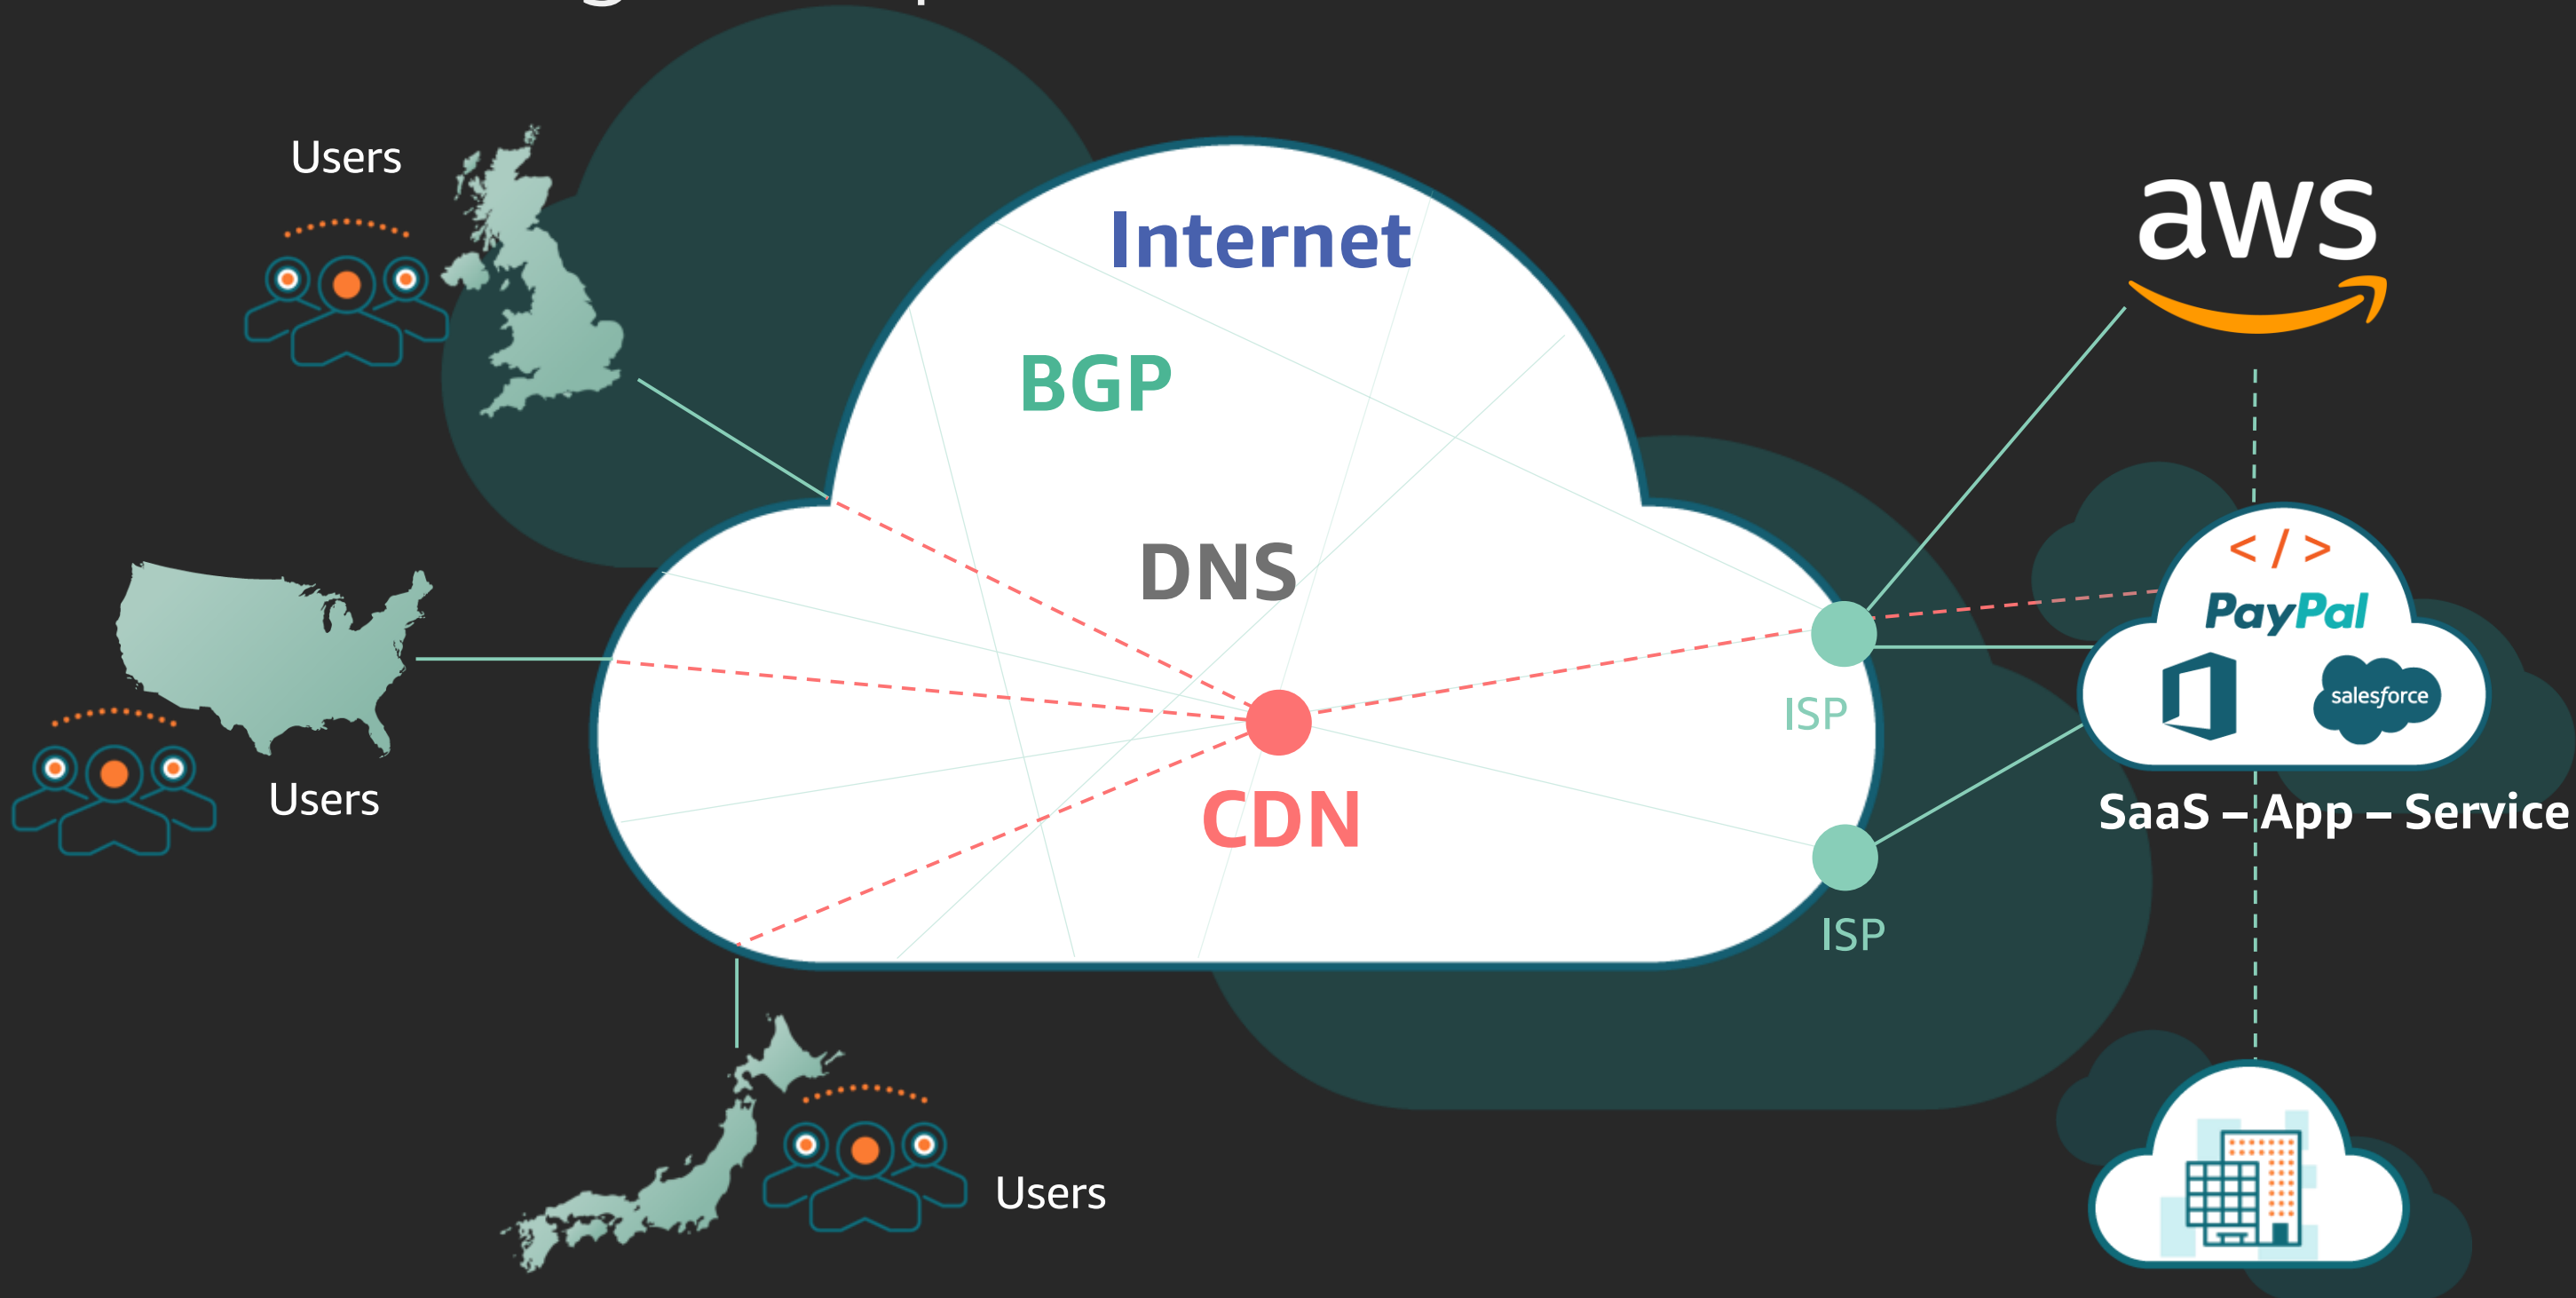 Users
Internet
aws
BGP
DNS
</>
PayPal
salesforce
ISP
Users
CDN
SaaS – App – Service
ISP
Users